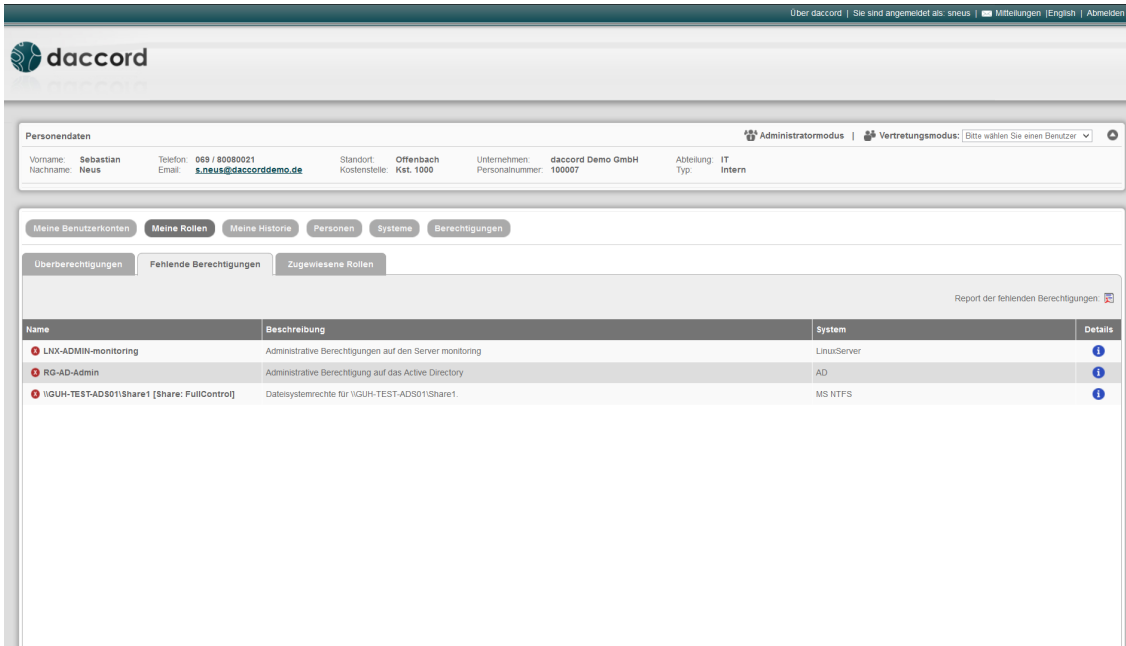 Über daccord | Sie sind angemeldet als: sneus | Mitteilungen |English | Abmelden
daccord
Personendaten Administratormodus | Vertretungsmodus: Bitte wählen Sie einen Benutzer
Vorname: Sebastian Telefon: 069 / 80080021 Standort: Offenbach Unternehmen: daccord Demo GmbH Abteilung: IT
Nachname: Neus Email: s.neus@daccorddemo.de Kostenstelle: Kst. 1000 Personalnummer: 100007 Typ: Intern
Meine Benutzerkonten Meine Rollen Meine Historie Personen Systeme Berechtigungen
Überberechtigungen Fehlende Berechtigungen Zugewiesene Rollen
Report der fehlenden Berechtigungen:
Name Beschreibung System Details
LNX-ADMIN-monitoring Administrative Berechtigungen auf den Server monitoring LinuxServer
RG-AD-Admin Administrative Berechtigung auf das Active Directory AD
\\GUH-TEST-ADS01\Share1 [Share: FullControl] Dateisystemrechte für \\GUH-TEST-ADS01\Share1. MS NTFS